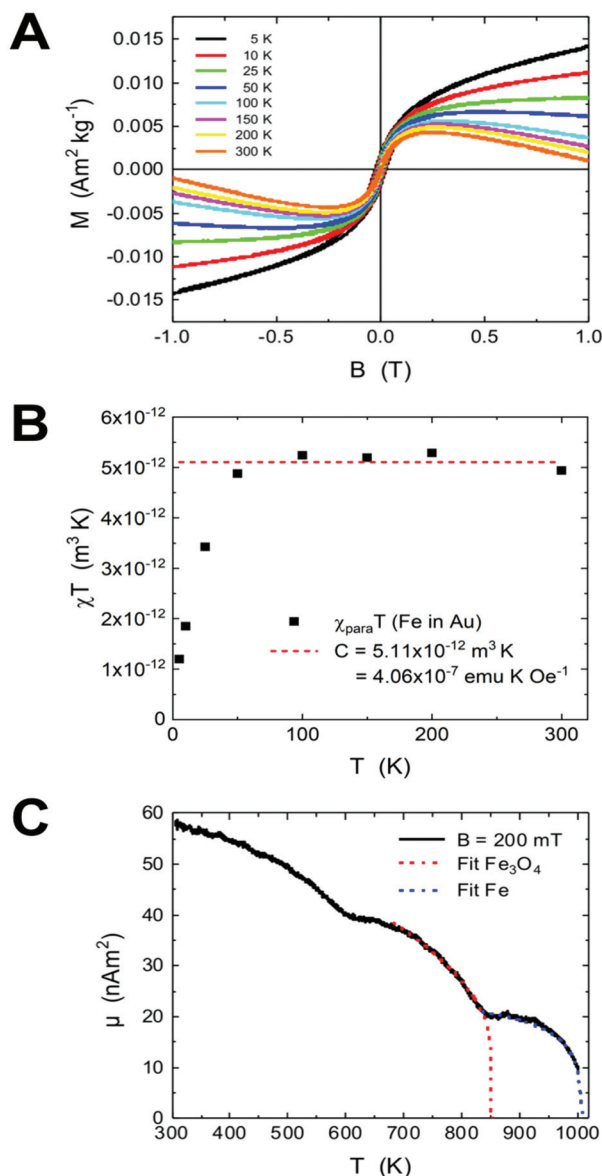 A
0.015
0.010
0.005
0.000
-0.005
-0.010
-0.015
M (Am² kg⁻¹)
5 K
10 K
25 K
50 K
100 K
150 K
200 K
300 K
-1.0 -0.5 0.0 0.5 1.0
B (T)
B
6x10⁻¹²
5x10⁻¹²
4x10⁻¹²
3x10⁻¹²
2x10⁻¹²
1x10⁻¹²
0
χT (m³ K)
χ_para T (Fe in Au)
C = 5.11x10⁻¹² m³ K
= 4.06x10⁻⁷ emu K Oe⁻¹
0 100 200 300
T (K)
C
60
50
40
30
20
10
0
μ (nAm²)
B = 200 mT
Fit Fe₃O₄
Fit Fe
300 400 500 600 700 800 900 1000
T (K)